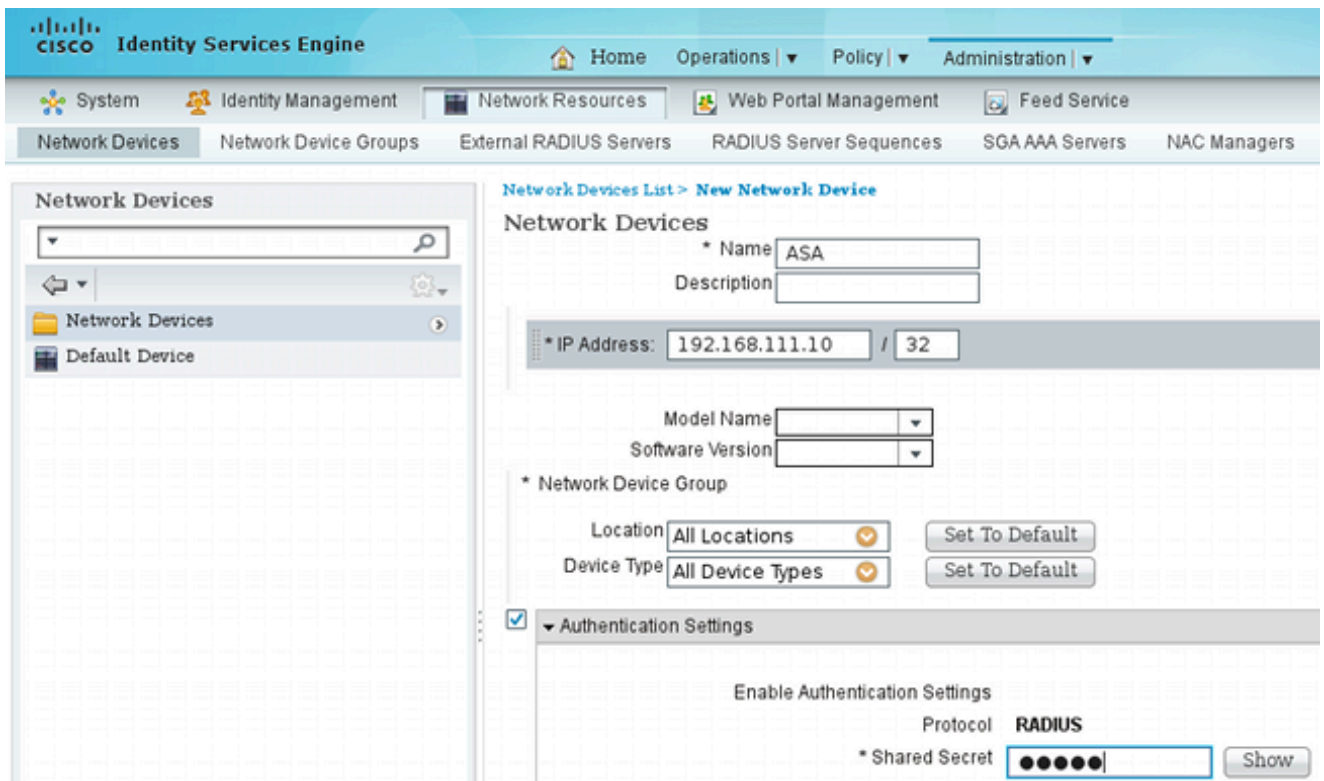 CISCO Identity Services Engine
Home Operations Policy Administration
System Identity Management Network Resources Web Portal Management Feed Service
Network Devices Network Device Groups External RADIUS Servers RADIUS Server Sequences SGA AAA Servers NAC Managers
Network Devices
Network Devices
Default Device
Network Devices List > New Network Device
Network Devices
* Name ASA
Description
* IP Address: 192.168.111.10 / 32
Model Name
Software Version
* Network Device Group
Location All Locations Set To Default
Device Type All Device Types Set To Default
Authentication Settings
Enable Authentication Settings
Protocol RADIUS
* Shared Secret ●●●●● Show